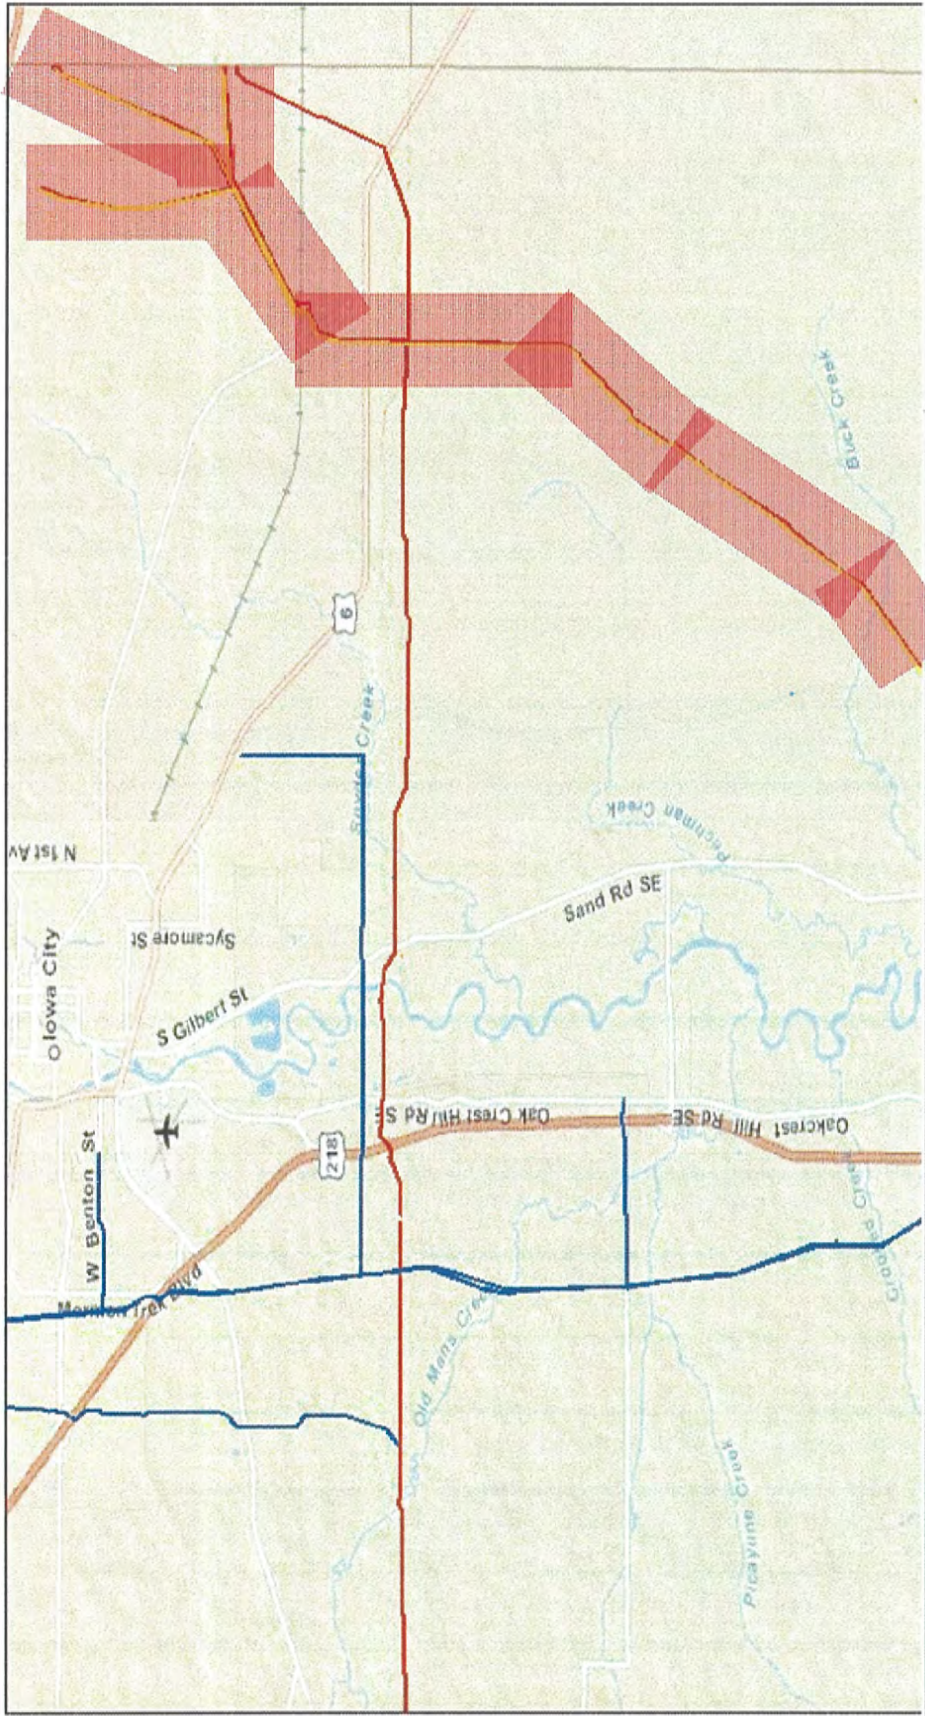 Buck Creek
6
Snyder Creek
Pechman Creek
N 1st Av
Sand Rd SE
Sycamore St
Iowa City
S Gilbert St
Oak Crest Hill Rd SE
Oakcrest Hill Rd SE
218
W Benton St
Mormon Trek Blvd
Old Mans Creek
Crooked Creek
Picayune Creek